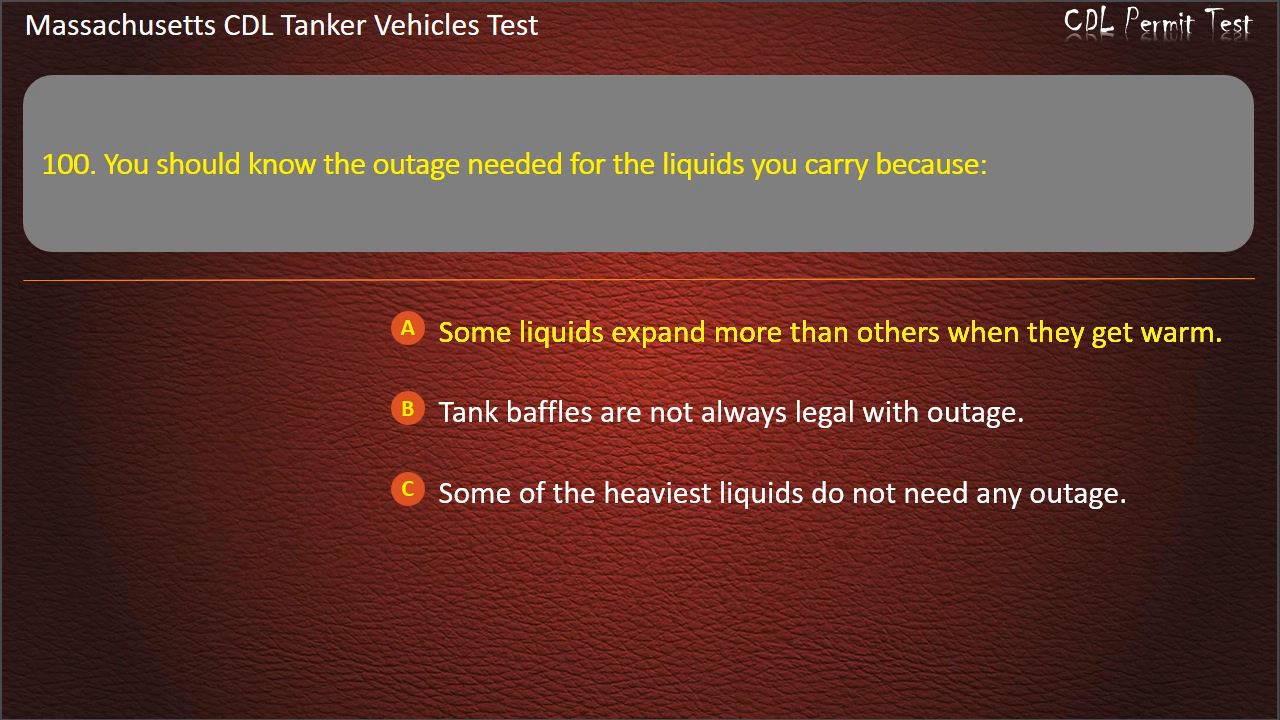 Massachusetts CDL Tanker Vehicles Test
CDL Permit Test
100. You should know the outage needed for the liquids you carry because:
A Some liquids expand more than others when they get warm.
B Tank baffles are not always legal with outage.
C Some of the heaviest liquids do not need any outage.